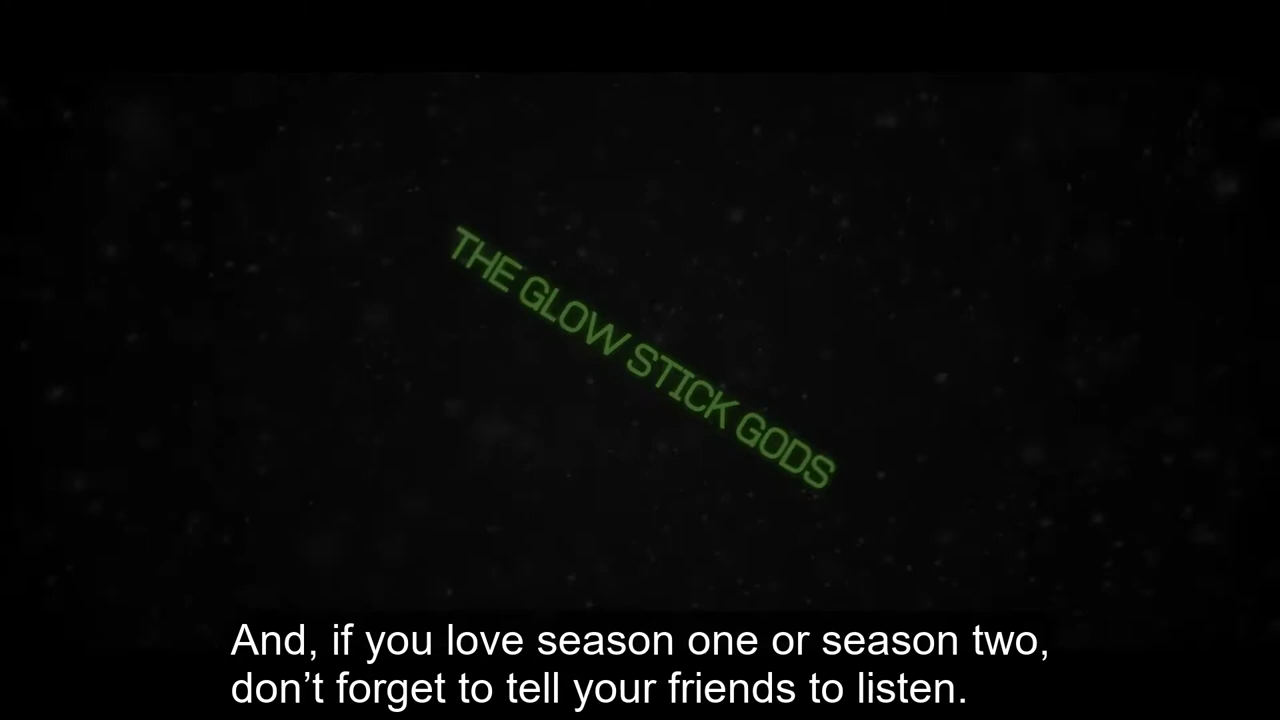 THE GLOW STICK GODS
And, if you love season one or season two,
don’t forget to tell your friends to listen.